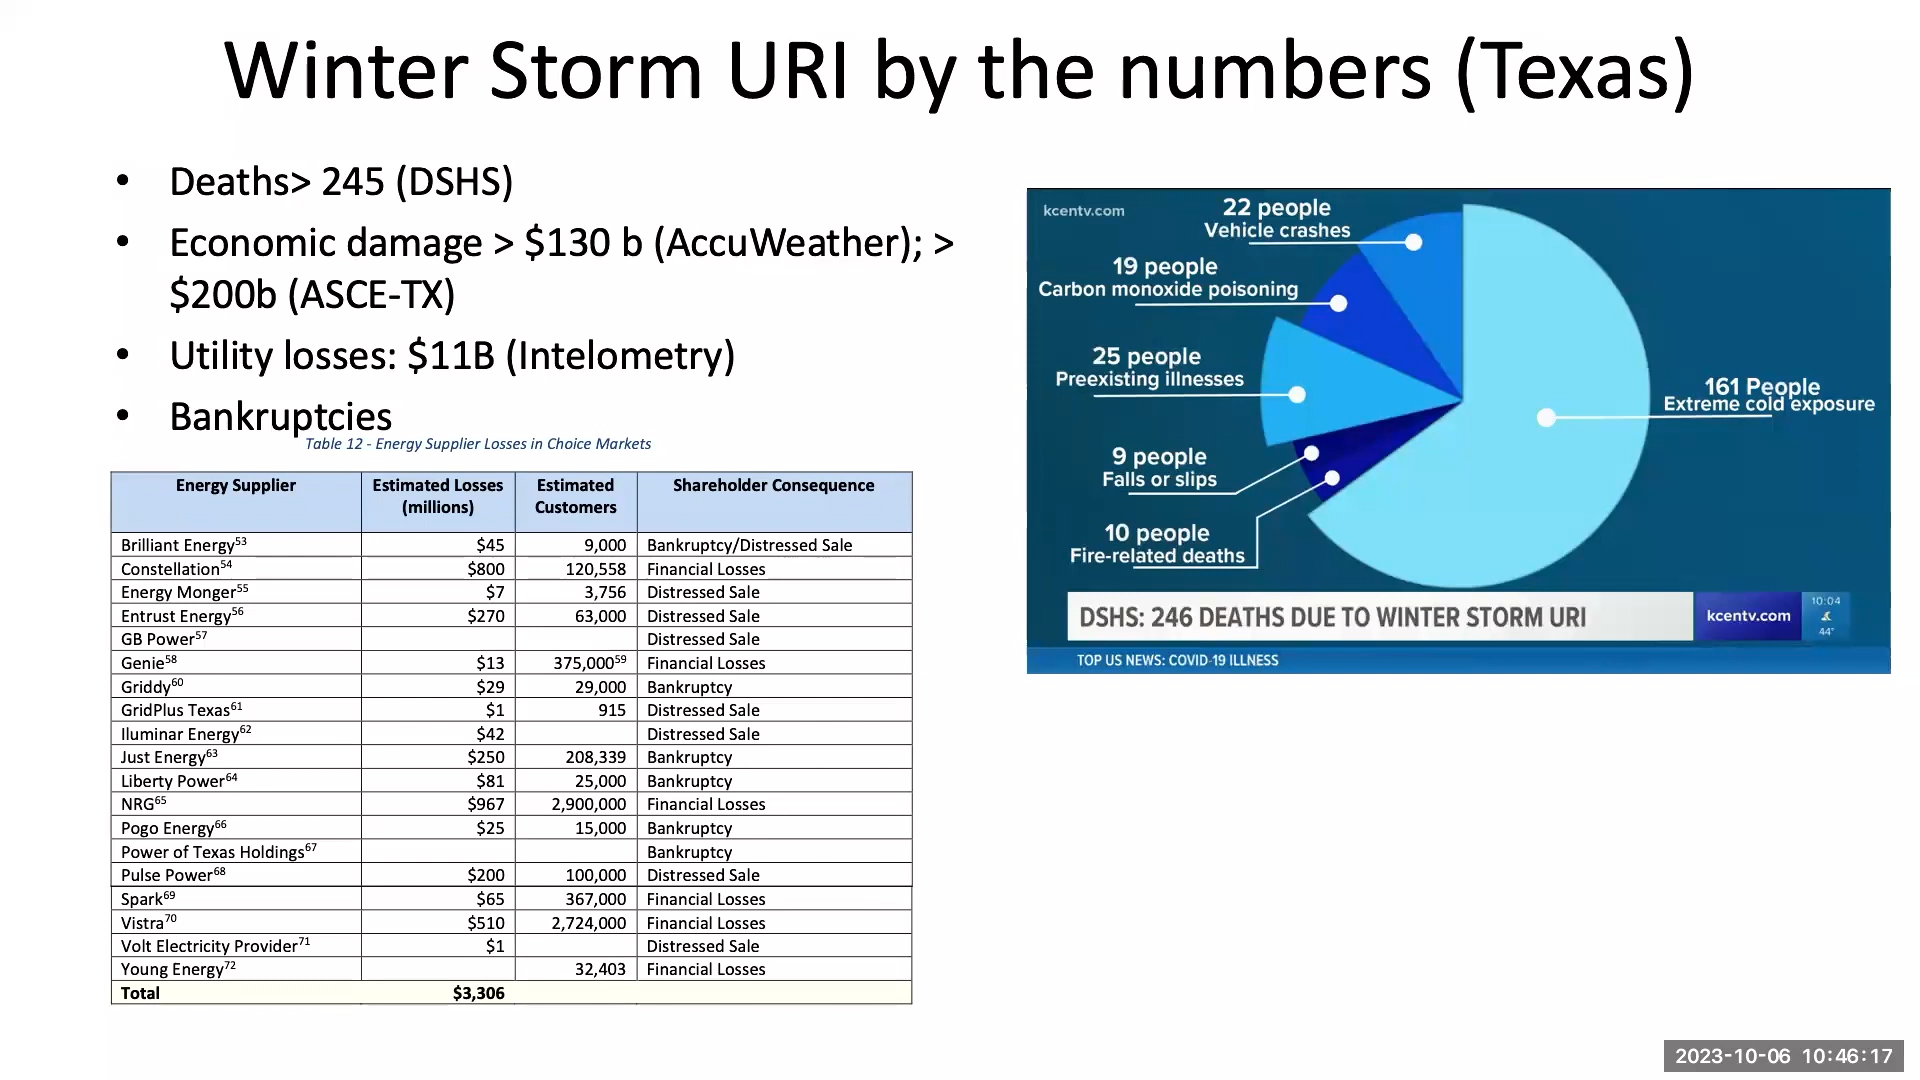 Winter Storm URI by the numbers (Texas)
• Deaths> 245 (DSHS)
• Economic damage > $130 b (AccuWeather); >
$200b (ASCE-TX)
• Utility losses: $11B (Intelometry)
• Bankruptcies
Table 12 - Energy Supplier Losses in Choice Markets
Energy Supplier Estimated Losses (millions) Estimated Customers Shareholder Consequence
Brilliant Energy53 $45 9,000 Bankruptcy/Distressed Sale
Constellation54 $800 120,558 Financial Losses
Energy Monger55 $7 3,756 Distressed Sale
Entrust Energy56 $270 63,000 Distressed Sale
GB Power57 Distressed Sale
Genie58 $13 375,00059 Financial Losses
Griddy60 $29 29,000 Bankruptcy
GridPlus Texas61 $1 915 Distressed Sale
Iluminar Energy62 $42 Distressed Sale
Just Energy63 $250 208,339 Bankruptcy
Liberty Power64 $81 25,000 Bankruptcy
NRG65 $967 2,900,000 Financial Losses
Pogo Energy66 $25 15,000 Bankruptcy
Power of Texas Holdings67 Bankruptcy
Pulse Power68 $200 100,000 Distressed Sale
Spark69 $65 367,000 Financial Losses
Vistra70 $510 2,724,000 Financial Losses
Volt Electricity Provider71 $1 Distressed Sale
Young Energy72 32,403 Financial Losses
Total $3,306
kcentv.com
22 people
Vehicle crashes
19 people
Carbon monoxide poisoning
25 people
Preexisting illnesses
9 people
Falls or slips
10 people
Fire-related deaths
161 People
Extreme cold exposure
DSHS: 246 DEATHS DUE TO WINTER STORM URI
kcentv.com
10:04
44°
TOP US NEWS: COVID-19 ILLNESS
2023-10-06 10:46:17